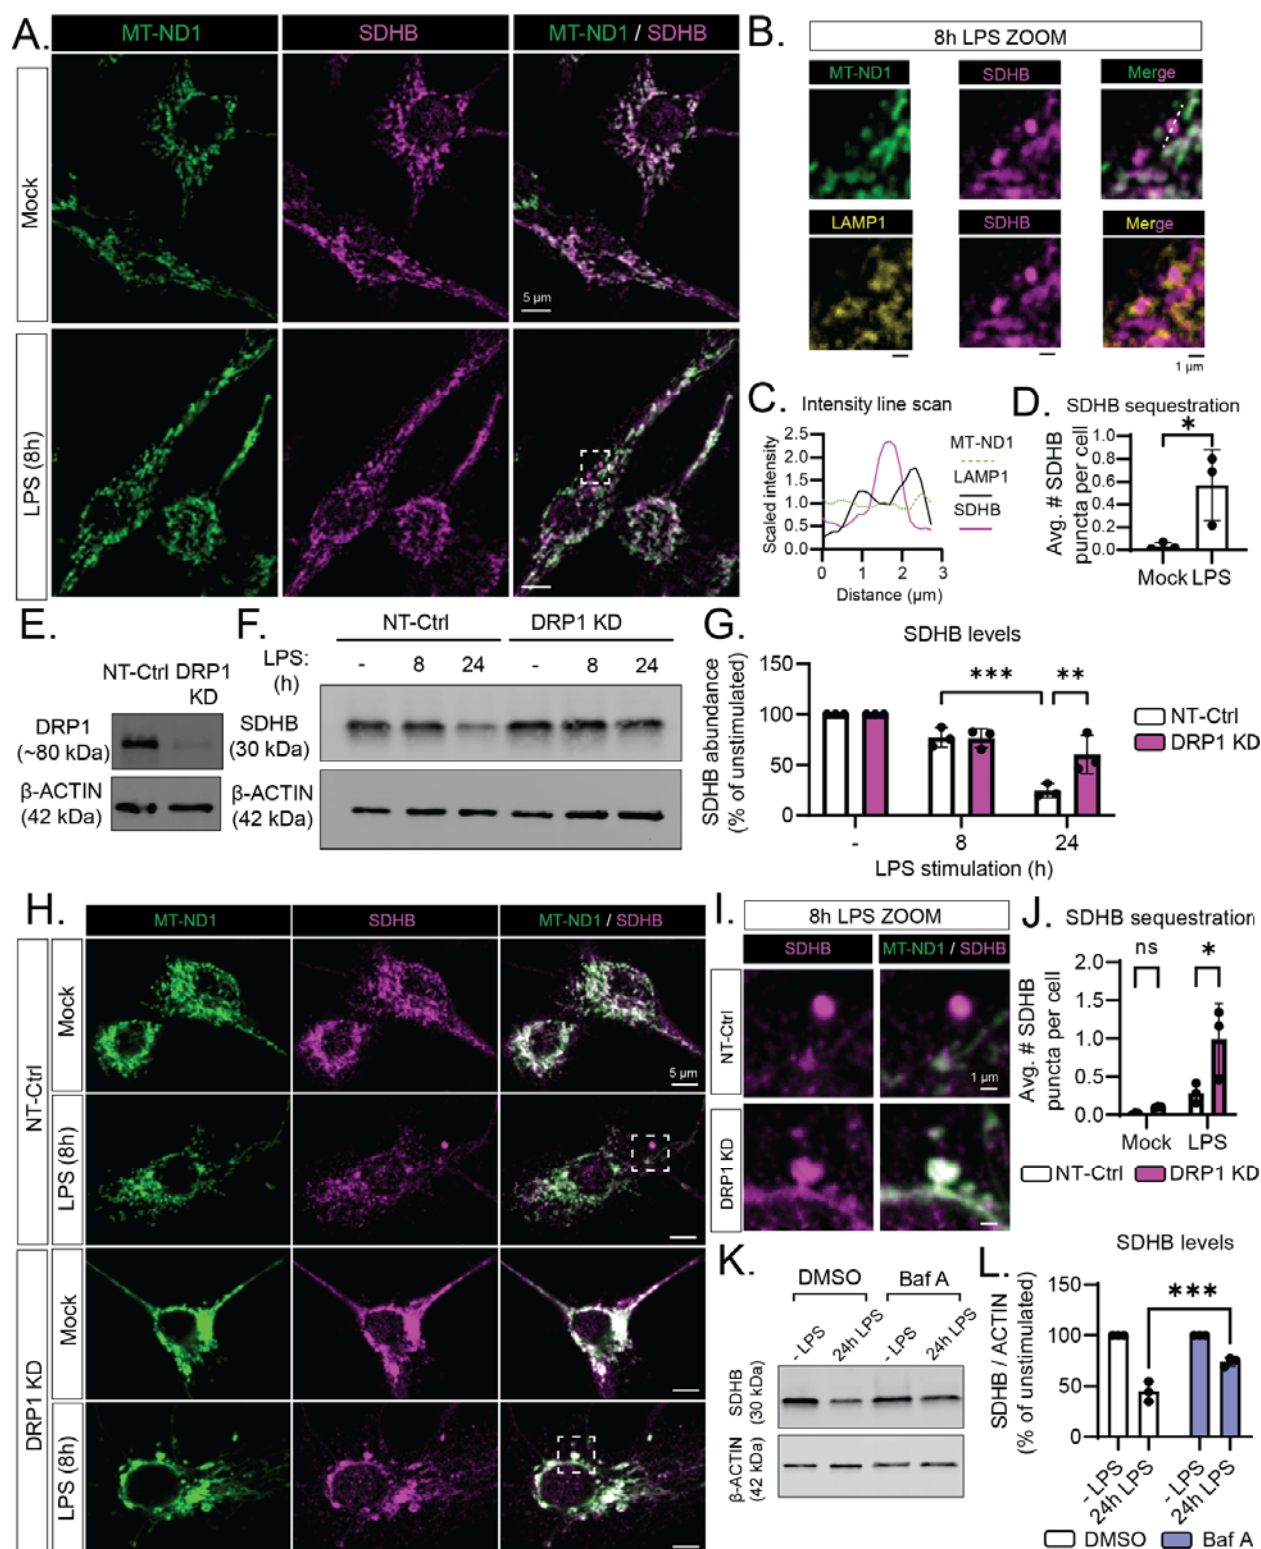 A.
MT-ND1
SDHB
MT-ND1 / SDHB
Mock
5 µm
LPS (8h)
B.
8h LPS ZOOM
MT-ND1
SDHB
Merge
LAMP1
SDHB
Merge
1 µm
C.
Intensity line scan
Scaled intensity
2.5
2.0
1.5
1.0
0.5
0.0
0
1
2
3
Distance (µm)
MT-ND1
LAMP1
SDHB
D.
SDHB sequestration
*
Avg. # SDHB
puncta per cell
1.0
0.8
0.6
0.4
0.2
0.0
Mock LPS
E.
NT-Ctrl DRP1
KD
DRP1
(~80 kDa)
β-ACTIN
(42 kDa)
F.
NT-Ctrl
DRP1 KD
LPS:
(h)
-
8
24
-
8
24
SDHB
(30 kDa)
β-ACTIN
(42 kDa)
G.
SDHB levels
SDHB abundance
(% of unstimulated)
150
100
50
0
***
**
-
8
24
LPS stimulation (h)
NT-Ctrl
DRP1 KD
H.
MT-ND1
SDHB
MT-ND1 / SDHB
NT-Ctrl
Mock
5 µm
LPS (8h)
DRP1 KD
Mock
LPS (8h)
I.
8h LPS ZOOM
SDHB
MT-ND1 / SDHB
NT-Ctrl
1 µm
DRP1 KD
J.
SDHB sequestration
ns
*
Avg. # SDHB
puncta per cell
2.0
1.5
1.0
0.5
0.0
Mock
LPS
NT-Ctrl
DRP1 KD
K.
DMSO
Baf A
- LPS
24h LPS
- LPS
24h LPS
SDHB
(30 kDa)
β-ACTIN
(42 kDa)
L.
SDHB levels
***
SDHB / ACTIN
(% of unstimulated)
150
100
50
0
- LPS
24h LPS
- LPS
24h LPS
DMSO
Baf A